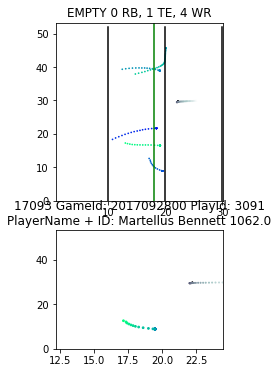 EMPTY 0 RB, 1 TE, 4 WR
50
40
30
20
10
0
10 20 30
17093 GameId: 2017092800 PlayId: 3091
PlayerName + ID: Martellus Bennett 1062.0
40
20
0
12.5 15.0 17.5 20.0 22.5